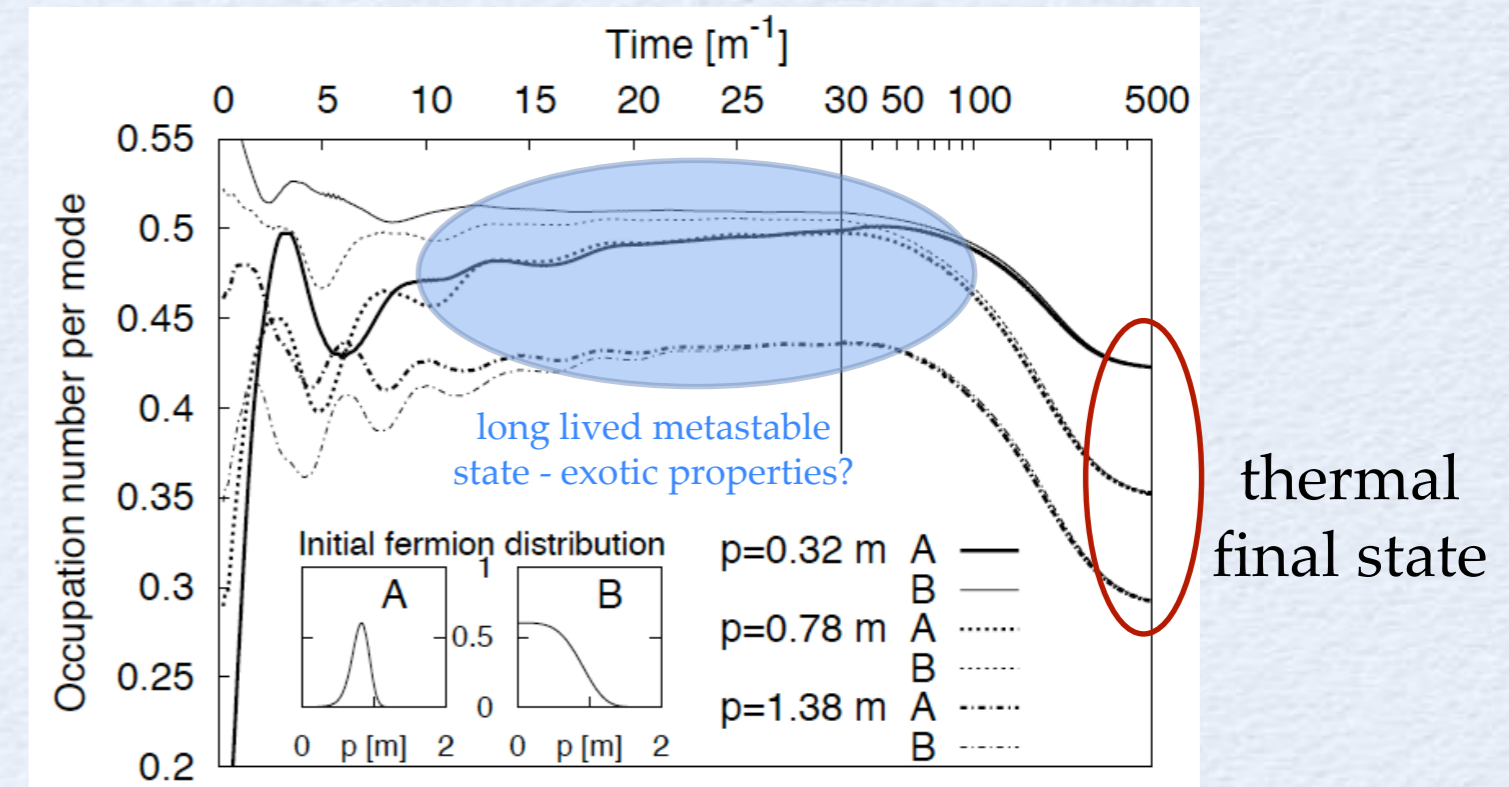 Time [m⁻¹]
0 5 10 15 20 25 30 50 100 500
Occupation number per mode
0.55
0.5
0.45
0.4
0.35
0.3
0.25
0.2
long lived metastable
state - exotic properties?
thermal
final state
Initial fermion distribution
A
0 p [m] 2
1
0.5
0
B
0 p [m] 2
p=0.32 m A
B
p=0.78 m A
B
p=1.38 m A
B